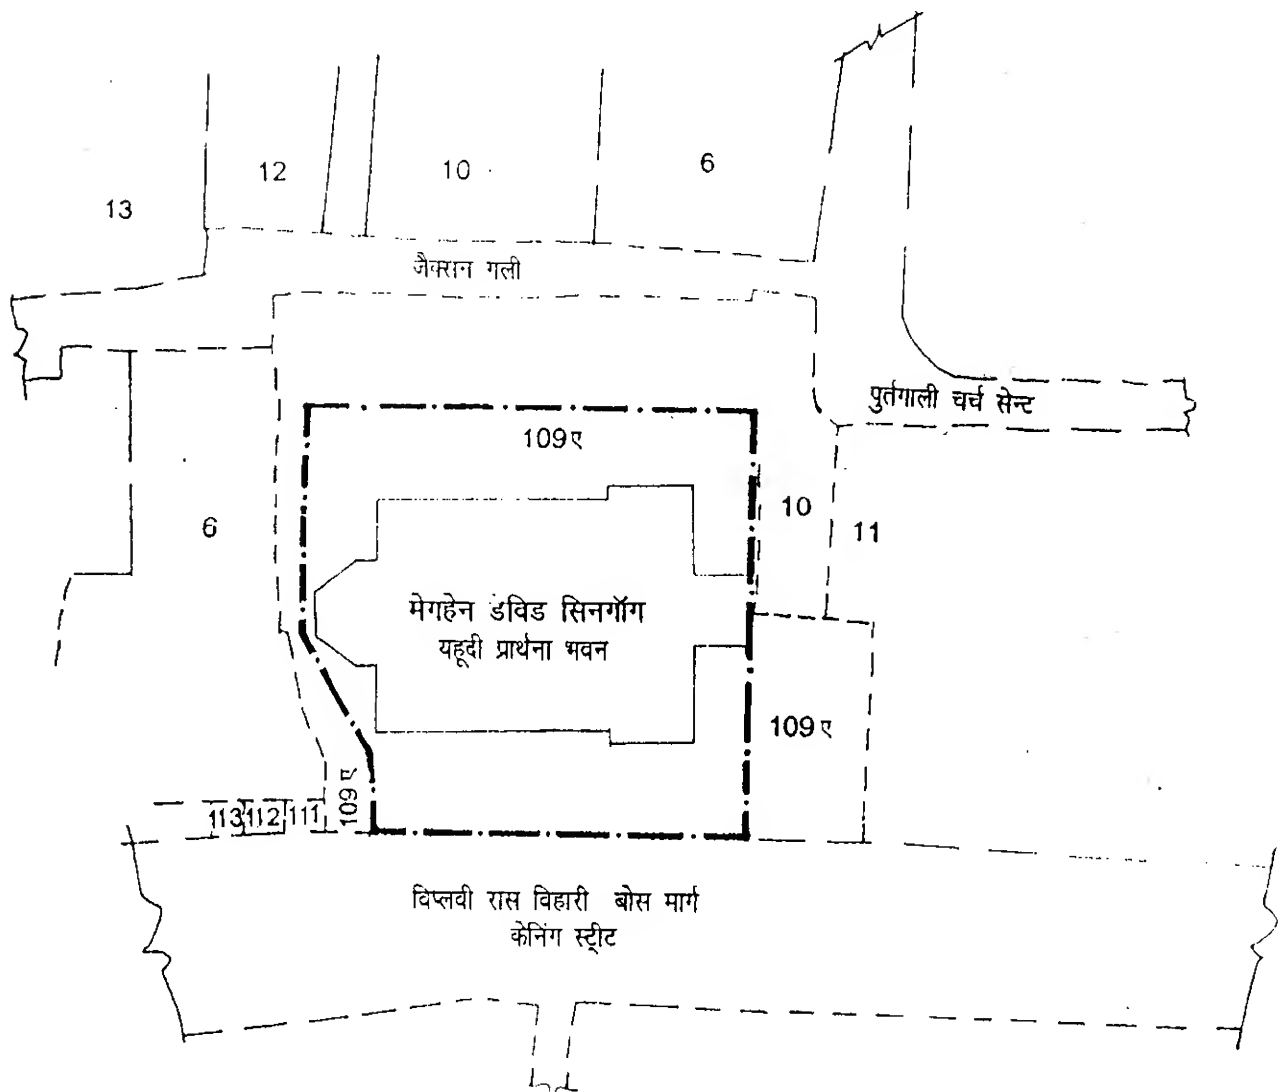 13
12
10
6
जैक्सन गली
पुर्तगाली चर्च सेन्ट
109ए
6
10
11
मेगहेन डेविड सिनगॉग
यहूदी प्रार्थना भवन
109ए
109ए
113
112
111
विप्लवी रास विहारी बोस मार्ग
केनिंग स्ट्रीट